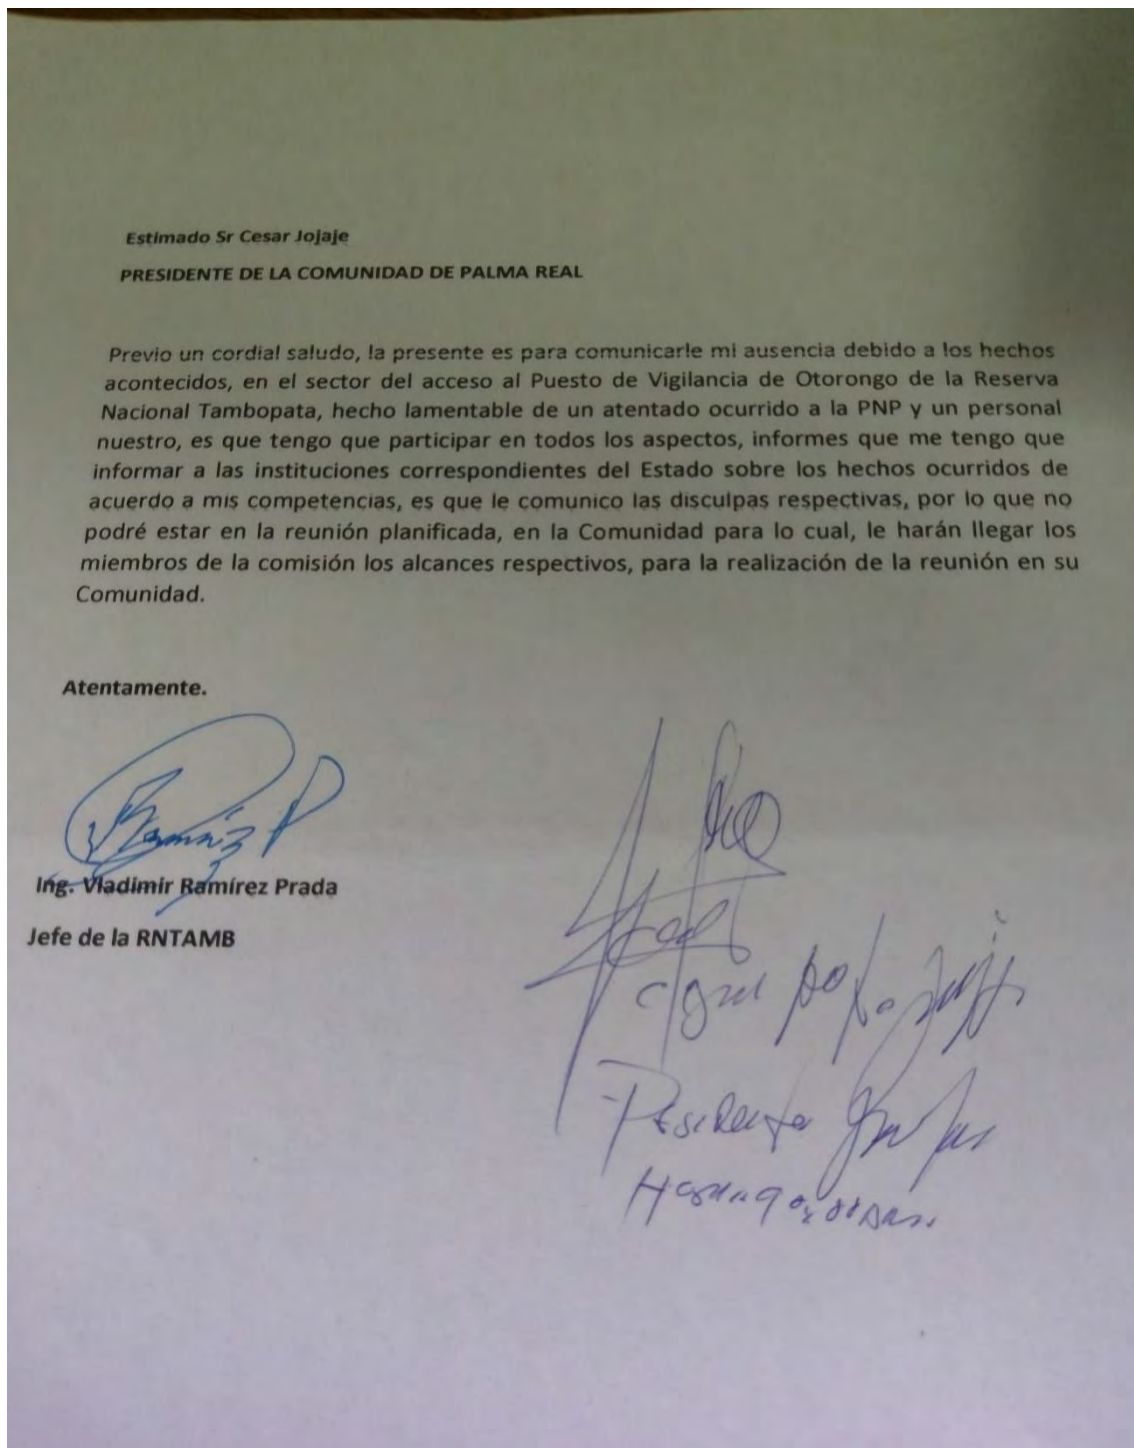 Estimado Sr Cesar Jojaje
PRESIDENTE DE LA COMUNIDAD DE PALMA REAL
Previo un cordial saludo, la presente es para comunicarle mi ausencia debido a los hechos
acontecidos, en el sector del acceso al Puesto de Vigilancia de Otorongo de la Reserva
Nacional Tambopata, hecho lamentable de un atentado ocurrido a la PNP y un personal
nuestro, es que tengo que participar en todos los aspectos, informes que me tengo que
informar a las instituciones correspondientes del Estado sobre los hechos ocurridos de
acuerdo a mis competencias, es que le comunico las disculpas respectivas, por lo que no
podré estar en la reunión planificada, en la Comunidad para lo cual, le harán llegar los
miembros de la comisión los alcances respectivos, para la realización de la reunión en su
Comunidad.
Atentamente.
Ing. Vladimir Ramírez Prada
Jefe de la RNTAMB